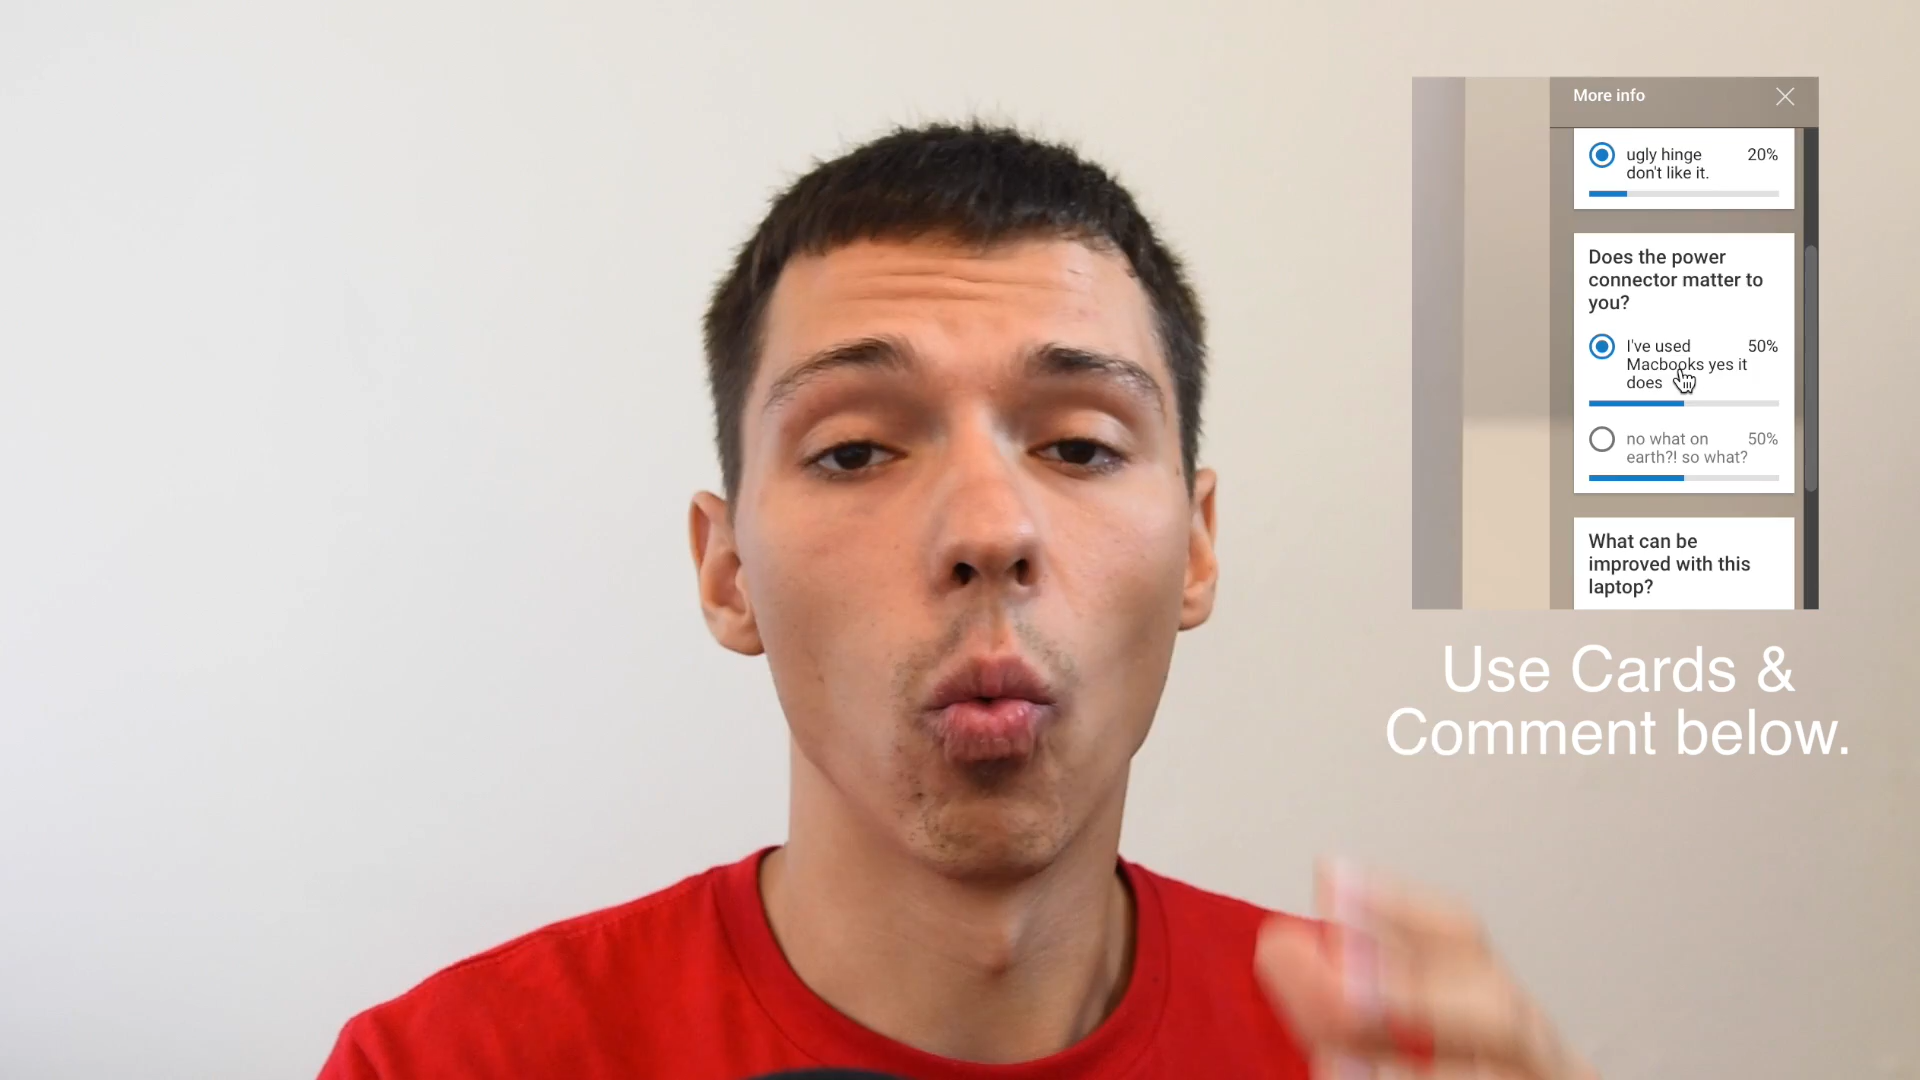 More info
ugly hinge 20%
don't like it.
Does the power
connector matter to
you?
I've used 50%
Macbooks yes it
does
no what on 50%
earth?! so what?
What can be
improved with this
laptop?
Use Cards &
Comment below.